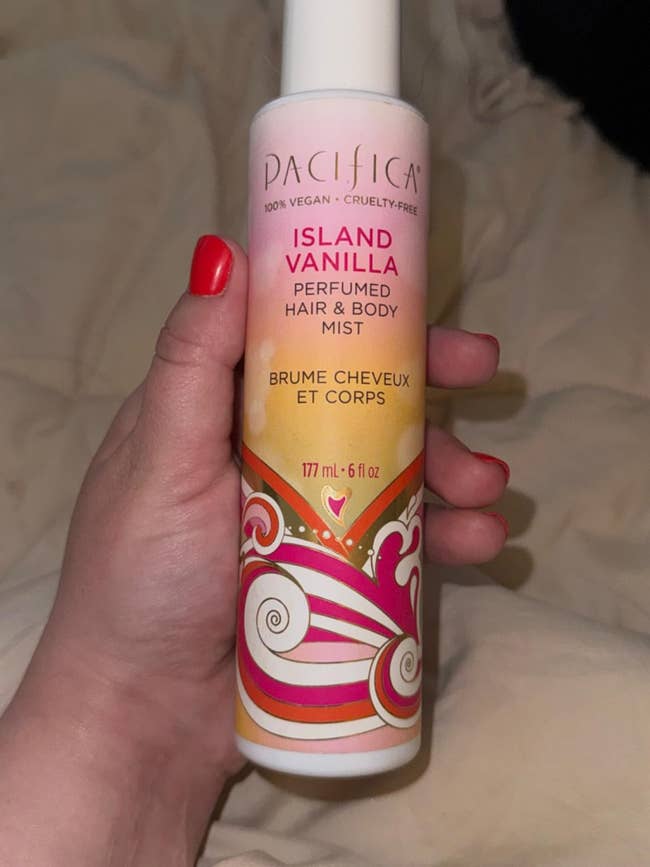 PACIFICA®
100% VEGAN • CRUELTY-FREE
ISLAND
VANILLA
PERFUMED
HAIR & BODY
MIST
BRUME CHEVEUX
ET CORPS
177 mL • 6 fl oz